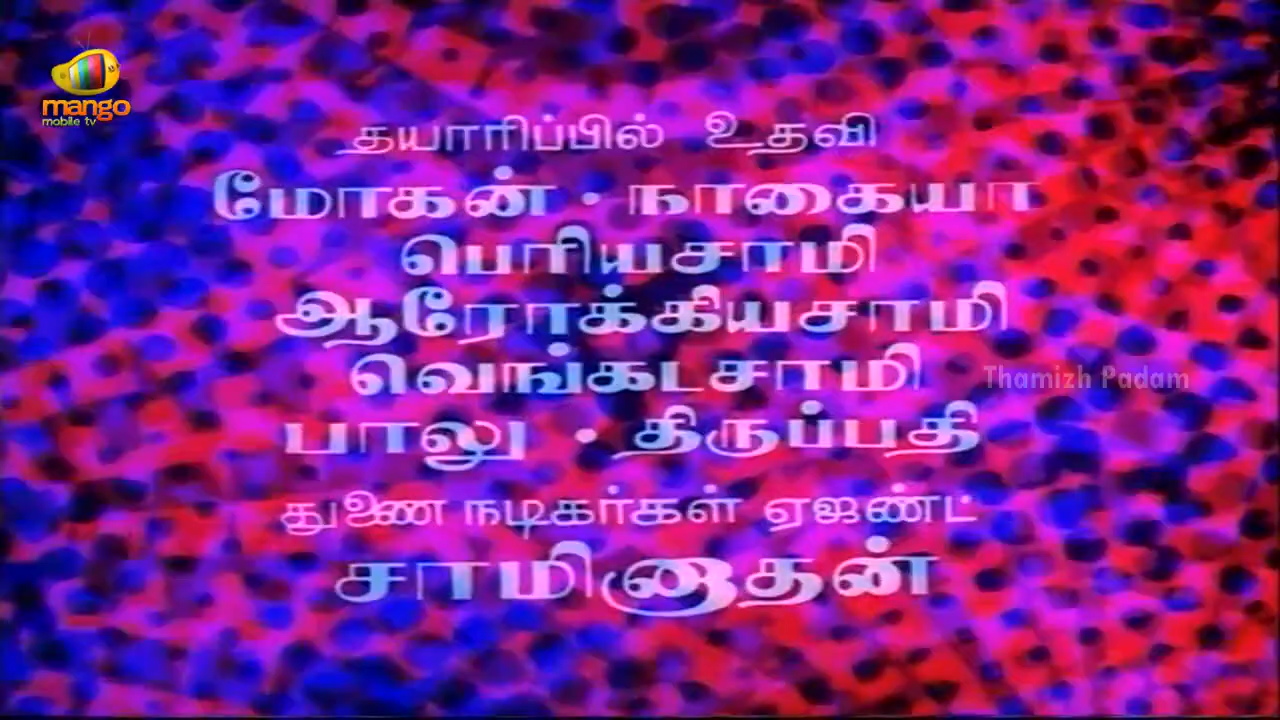 mango
mobile tv
தயாரிப்பில் உதவி
மோகன் · நாகையா
பெரியசாமி
ஆரோக்கியசாமி
வெங்கடசாமி
Thamizh Padam
பாலு · திருப்பதி
துணை நடிகர்கள் ஏஜண்ட்
சாமினாதன்